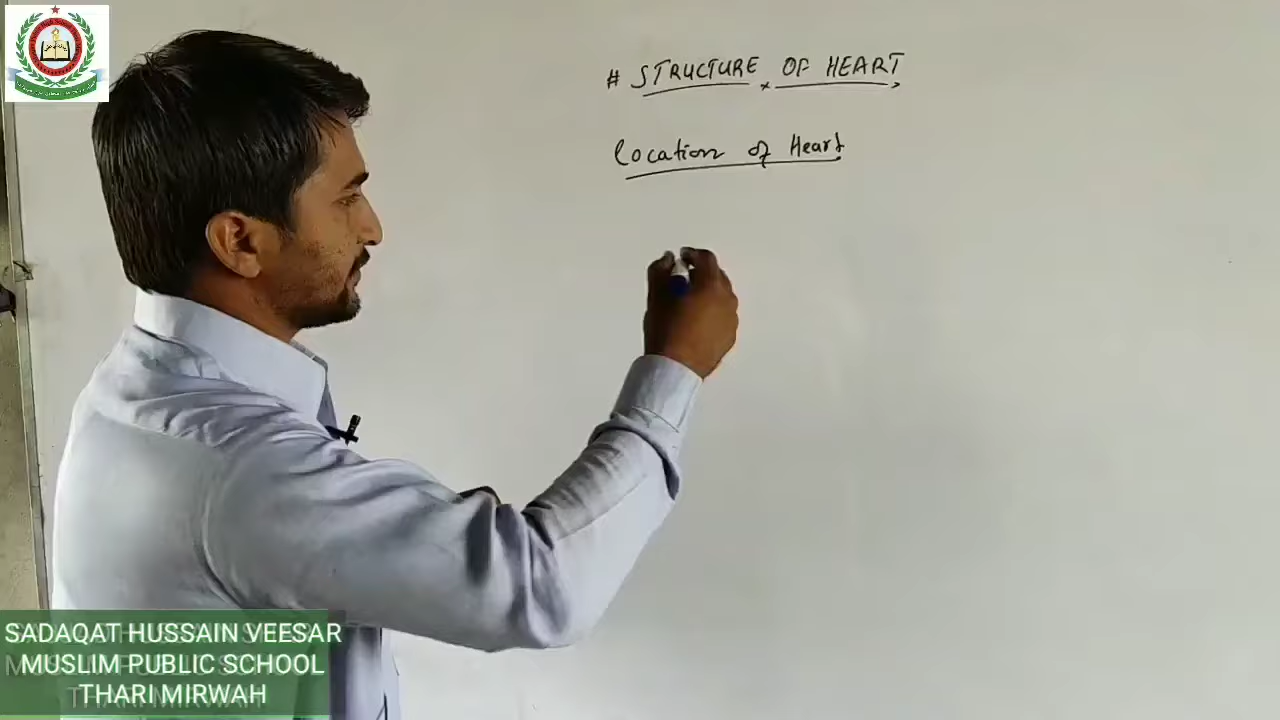 # STRUCTURE OF HEART
Location of Heart
SADAQAT HUSSAIN VEESAR
MUSLIM PUBLIC SCHOOL
THARI MIRWAH